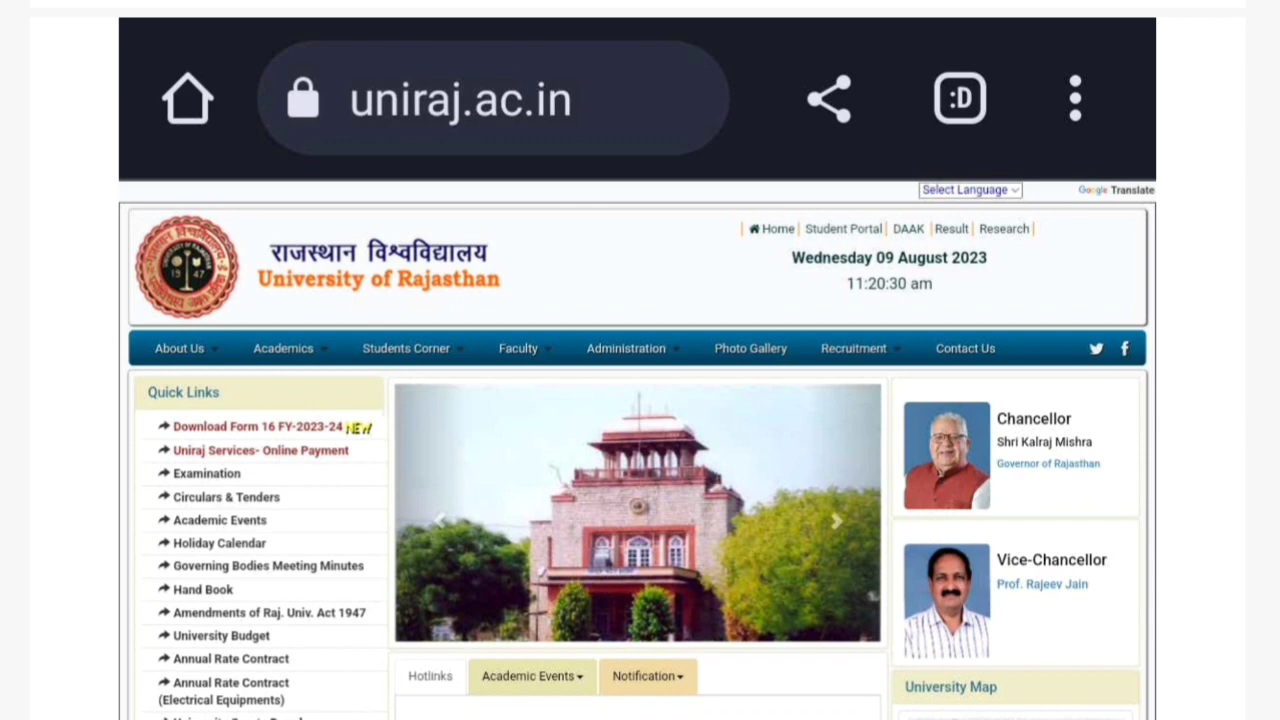 uniraj.ac.in
:D
Select Language
Google Translate
राजस्थान विश्वविद्यालय
University of Rajasthan
1947
Home | Student Portal | DAAK | Result | Research |
Wednesday 09 August 2023
11:20:30 am
About Us
Academics
Students Corner
Faculty
Administration
Photo Gallery
Recruitment
Contact Us
Quick Links
Download Form 16 FY-2023-24 NEW
Uniraj Services- Online Payment
Examination
Circulars & Tenders
Academic Events
Holiday Calendar
Governing Bodies Meeting Minutes
Hand Book
Amendments of Raj. Univ. Act 1947
University Budget
Annual Rate Contract
Annual Rate Contract
(Electrical Equipments)
Hotlinks
Academic Events
Notification
Chancellor
Shri Kalraj Mishra
Governor of Rajasthan
Vice-Chancellor
Prof. Rajeev Jain
University Map